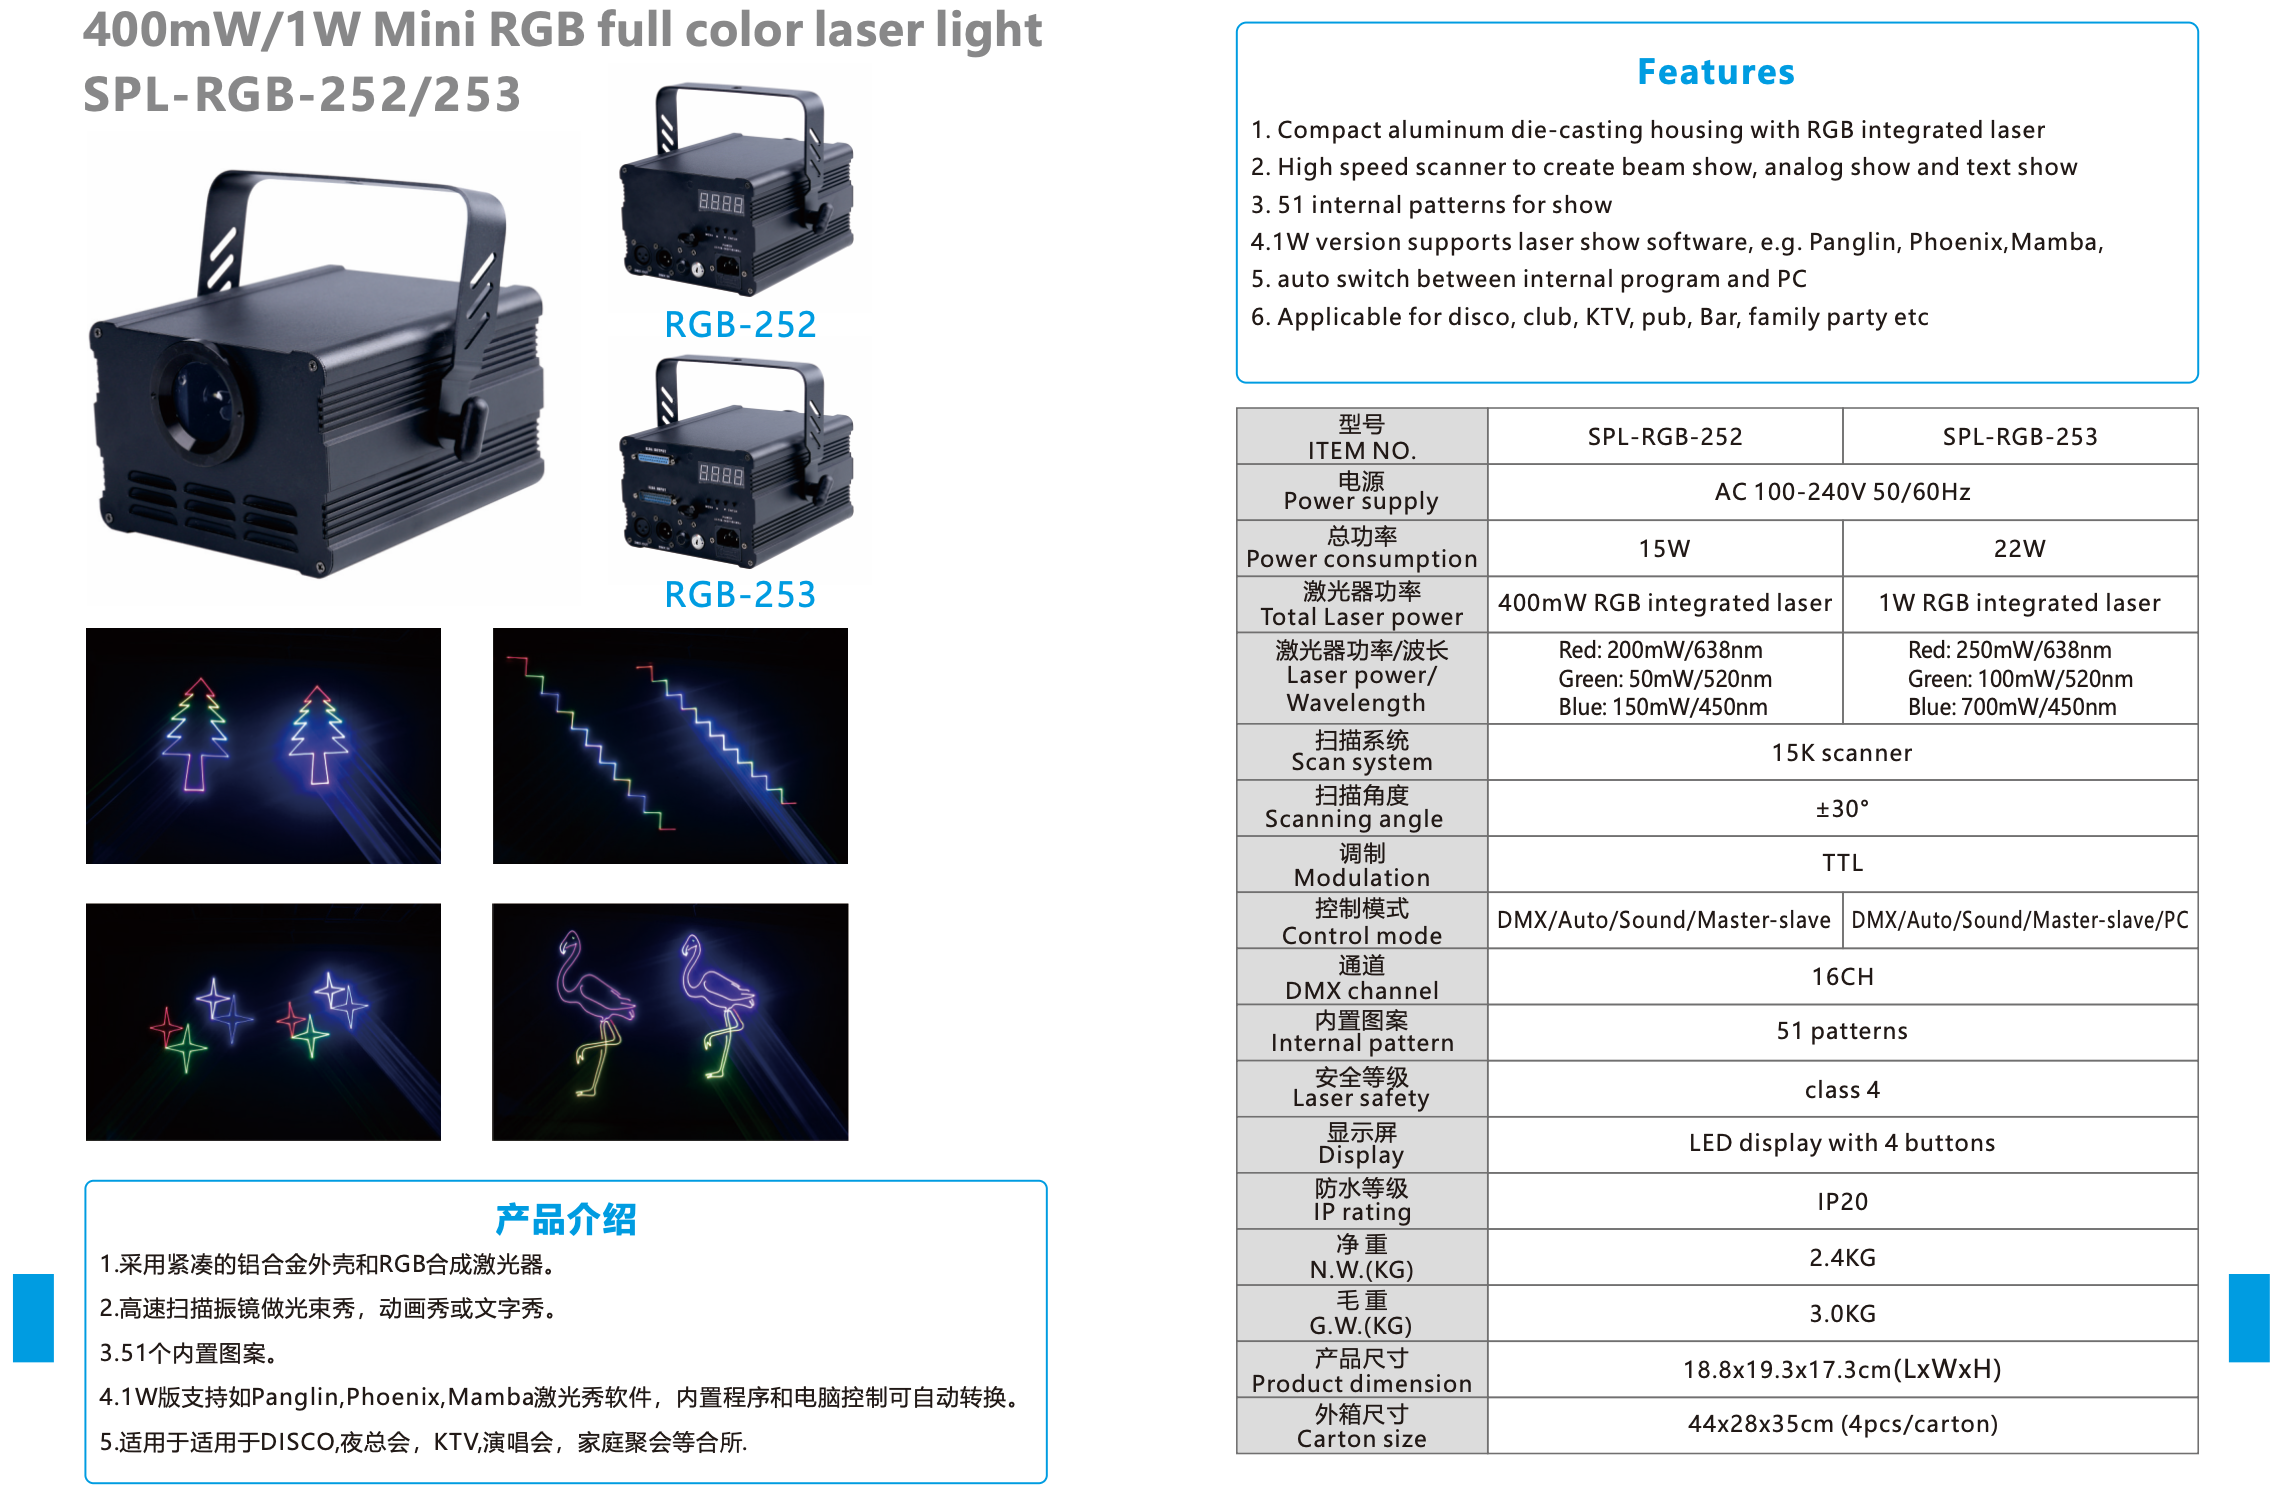 400mW/1W Mini RGB full color laser light
SPL-RGB-252/253
RGB-252
RGB-253
产品介绍
1.采用紧凑的铝合金外壳和RGB合成激光器。
2.高速扫描振镜做光束秀，动画秀或文字秀。
3.51个内置图案。
4.1W版支持如Panglin,Phoenix,Mamba激光秀软件，内置程序和电脑控制可自动转换。
5.适用于适用于DISCO,夜总会，KTV,演唱会，家庭聚会等合所.
Features
1. Compact aluminum die-casting housing with RGB integrated laser
2. High speed scanner to create beam show, analog show and text show
3. 51 internal patterns for show
4.1W version supports laser show software, e.g. Panglin, Phoenix,Mamba,
5. auto switch between internal program and PC
6. Applicable for disco, club, KTV, pub, Bar, family party etc
型号
ITEM NO.
SPL-RGB-252
SPL-RGB-253
电源
Power supply
AC 100-240V 50/60Hz
总功率
Power consumption
15W
22W
激光器功率
Total Laser power
400mW RGB integrated laser
1W RGB integrated laser
激光器功率/波长
Laser power/
Wavelength
Red: 200mW/638nm
Green: 50mW/520nm
Blue: 150mW/450nm
Red: 250mW/638nm
Green: 100mW/520nm
Blue: 700mW/450nm
扫描系统
Scan system
15K scanner
扫描角度
Scanning angle
±30°
调制
Modulation
TTL
控制模式
Control mode
DMX/Auto/Sound/Master-slave
DMX/Auto/Sound/Master-slave/PC
通道
DMX channel
16CH
内置图案
Internal pattern
51 patterns
安全等级
Laser safety
class 4
显示屏
Display
LED display with 4 buttons
防水等级
IP rating
IP20
净 重
N.W.(KG)
2.4KG
毛 重
G.W.(KG)
3.0KG
产品尺寸
Product dimension
18.8x19.3x17.3cm(LxWxH)
外箱尺寸
Carton size
44x28x35cm (4pcs/carton)